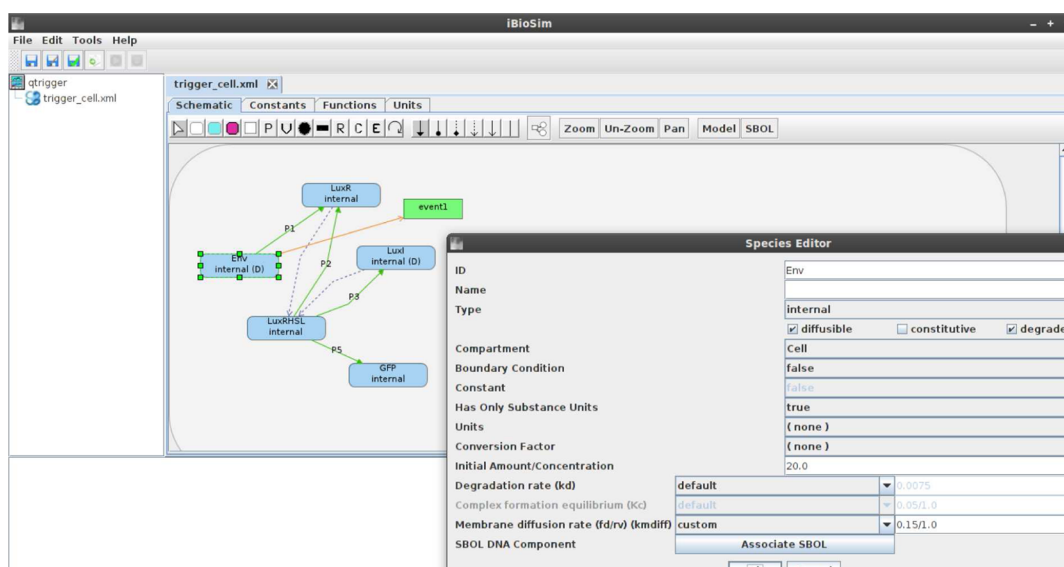 iBioSim
File Edit Tools Help
qtrigger
trigger_cell.xml
trigger_cell.xml
Schematic Constants Functions Units
P R C E Zoom Un-Zoom Pan Model SBOL
LuxR
internal
event1
P1
LuxI
internal (D)
Env
internal (D)
P2
P3
LuxRHSL
internal
P5
GFP
internal
Species Editor
ID Env
Name
Type internal
diffusible constitutive degrade
Compartment Cell
Boundary Condition false
Constant false
Has Only Substance Units true
Units ( none )
Conversion Factor ( none )
Initial Amount/Concentration 20.0
Degradation rate (kd) default 0.0075
Complex formation equilibrium (Kc) default 0.05/1.0
Membrane diffusion rate (fd/rv) (kmdiff) custom 0.15/1.0
SBOL DNA Component Associate SBOL